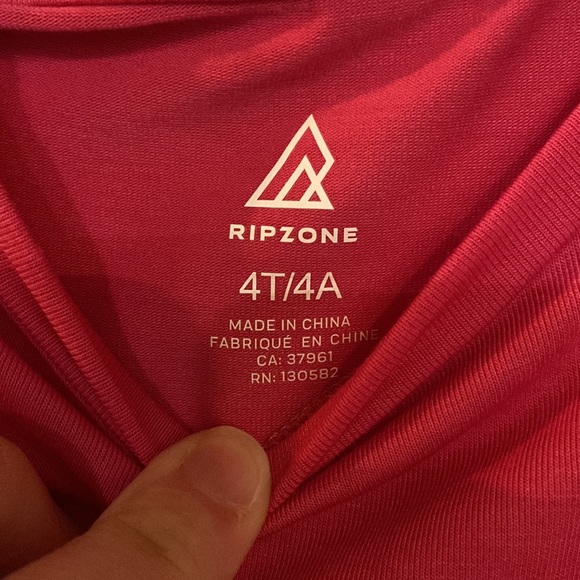 RIPZONE
4T/4A
MADE IN CHINA
FABRIQUÉ EN CHINE
CA: 37961
RN: 130582